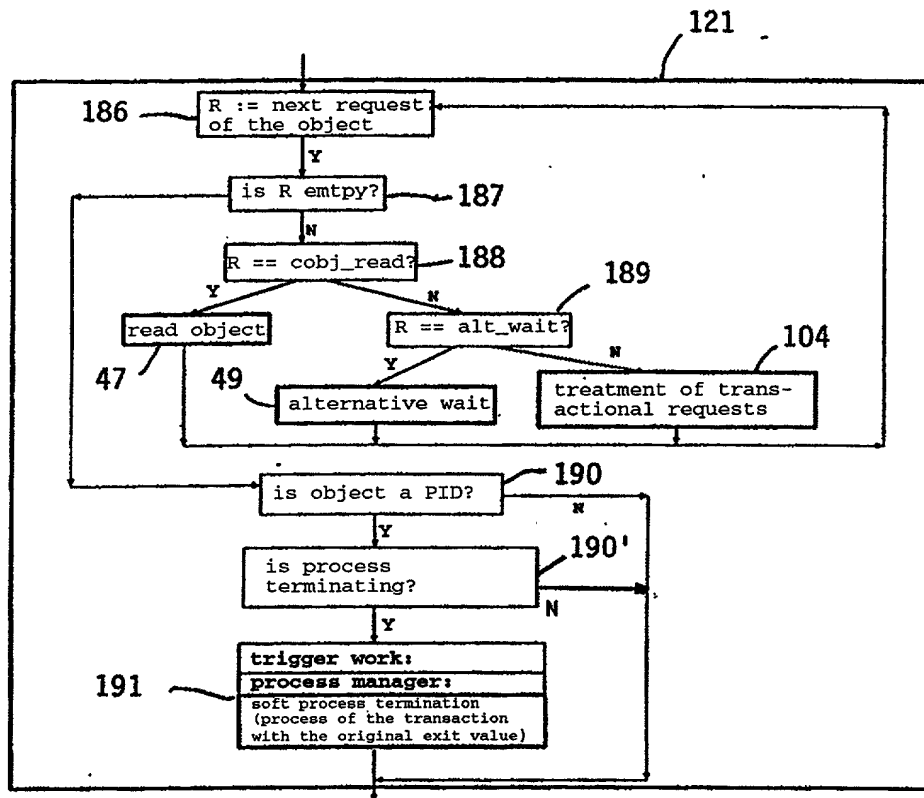 121
186
R := next request
of the object
Y
is R emtpy?
187
N
R == cobj_read?
188
Y
N
189
read object
R == alt_wait?
47
Y
N
104
49
alternative wait
treatment of trans-
actional requests
is object a PID?
190
N
Y
is process
terminating?
190'
N
Y
trigger work:
process manager:
191
soft process termination
(process of the transaction
with the original exit value)